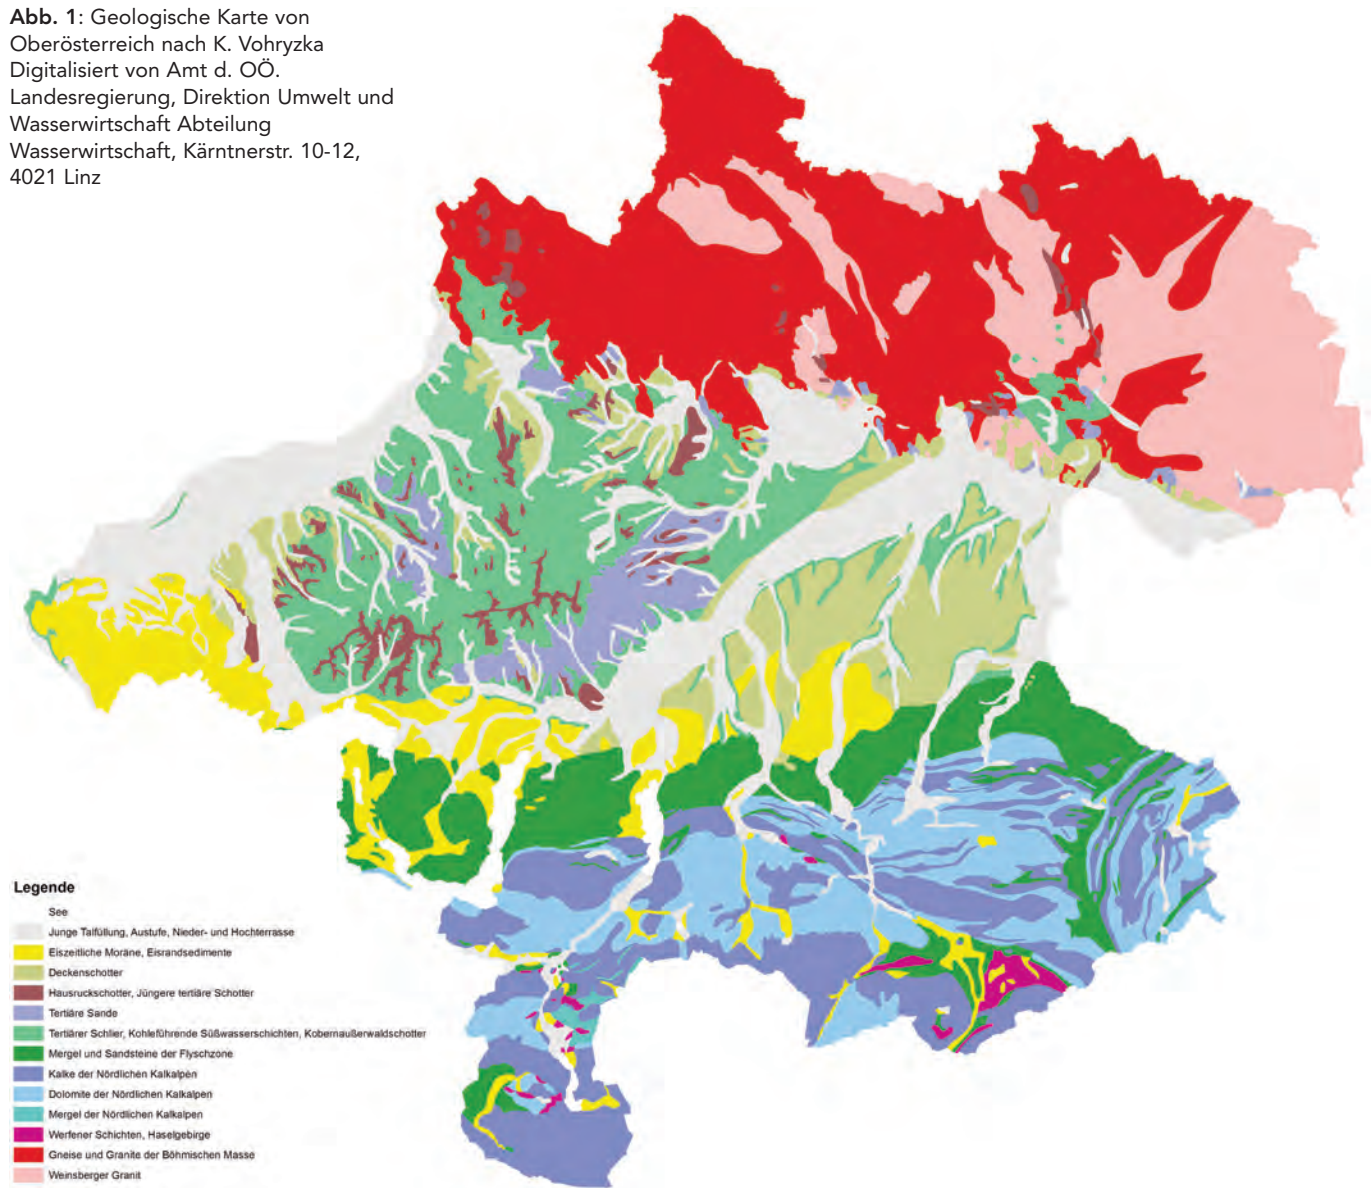 Abb. 1: Geologische Karte von
Oberösterreich nach K. Vohryzka
Digitalisiert von Amt d. OÖ.
Landesregierung, Direktion Umwelt und
Wasserwirtschaft Abteilung
Wasserwirtschaft, Kärntnerstr. 10-12,
4021 Linz
Legende
See
Junge Talfüllung, Austufe, Nieder- und Hochterrasse
Eiszeitliche Moräne, Eisrandsedimente
Deckenschotter
Hausruckschotter, Jüngere tertiäre Schotter
Tertiäre Sande
Tertiärer Schlier, Kohleführende Süßwasserschichten, Kobernaußerwaldschotter
Mergel und Sandsteine der Flyschzone
Kalke der Nördlichen Kalkalpen
Dolomite der Nördlichen Kalkalpen
Mergel der Nördlichen Kalkalpen
Werfener Schichten, Haselgebirge
Gneise und Granite der Böhmischen Masse
Weinsberger Granit